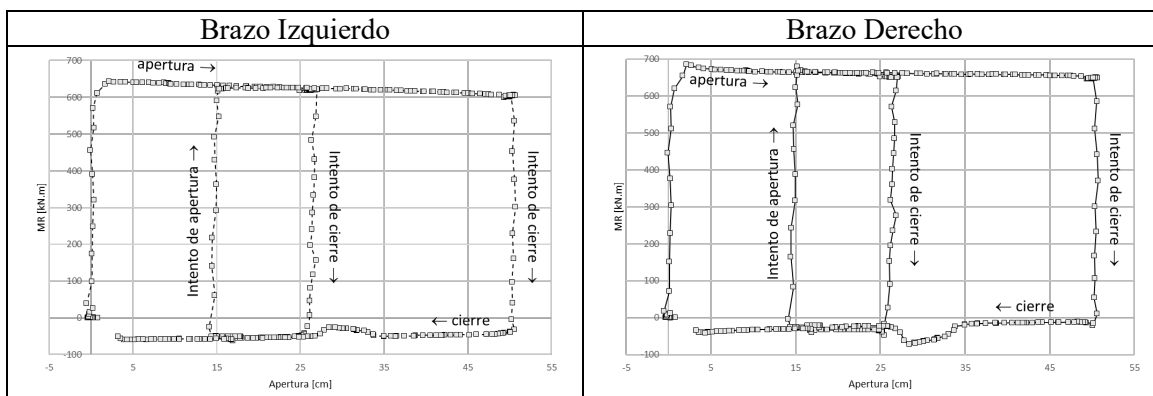 Brazo Izquierdo
MR [kN.m]
700
600
500
400
300
200
100
0
-100
apertura →
Intento de apertura →
Intento de cierre →
Intento de cierre →
← cierre
-5 5 15 25 35 45 55
Apertura [cm]
Brazo Derecho
MR [kN.m]
700
600
500
400
300
200
100
0
-100
apertura →
Intento de apertura →
Intento de cierre →
Intento de cierre →
← cierre
-5 5 15 25 35 45 55
Apertura [cm]